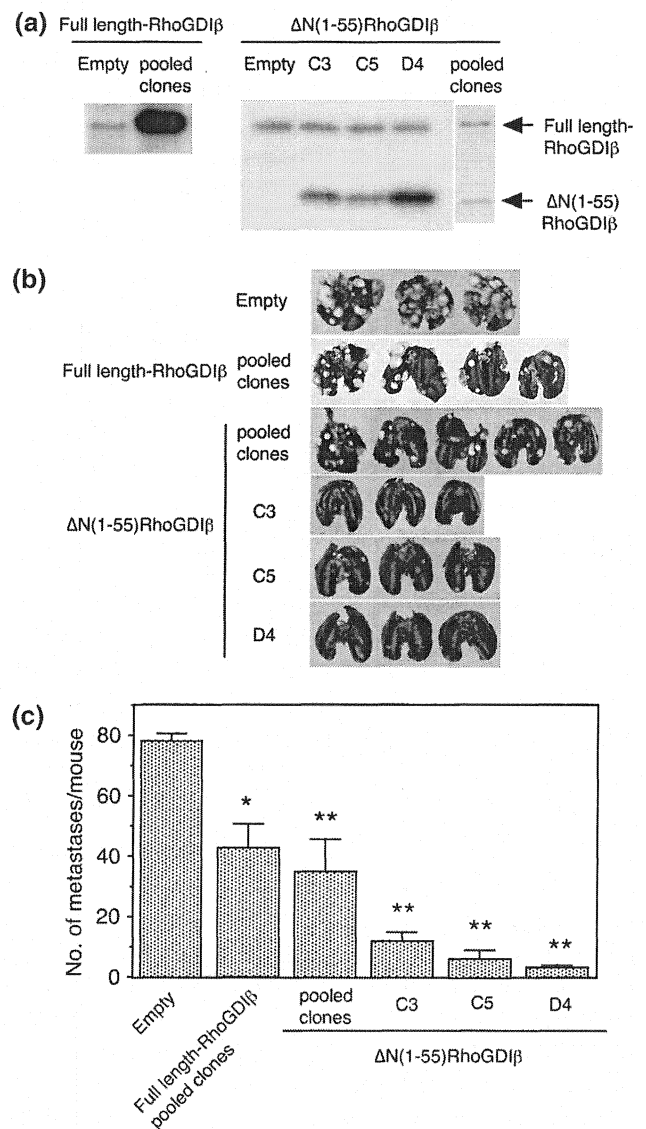 (a)
Full length-RhoGDIβ
ΔN(1-55)RhoGDIβ
Empty
pooled
clones
Empty
C3
C5
D4
pooled
clones
Full length-
RhoGDIβ
ΔN(1-55)
RhoGDIβ
(b)
Empty
Full length-RhoGDIβ
pooled
clones
ΔN(1-55)RhoGDIβ
pooled
clones
C3
C5
D4
(c)
No. of metastases/mouse
80
60
40
20
0
*
**
**
**
**
Empty
Full length-RhoGDIβ
pooled clones
pooled
clones
C3
C5
D4
ΔN(1-55)RhoGDIβ